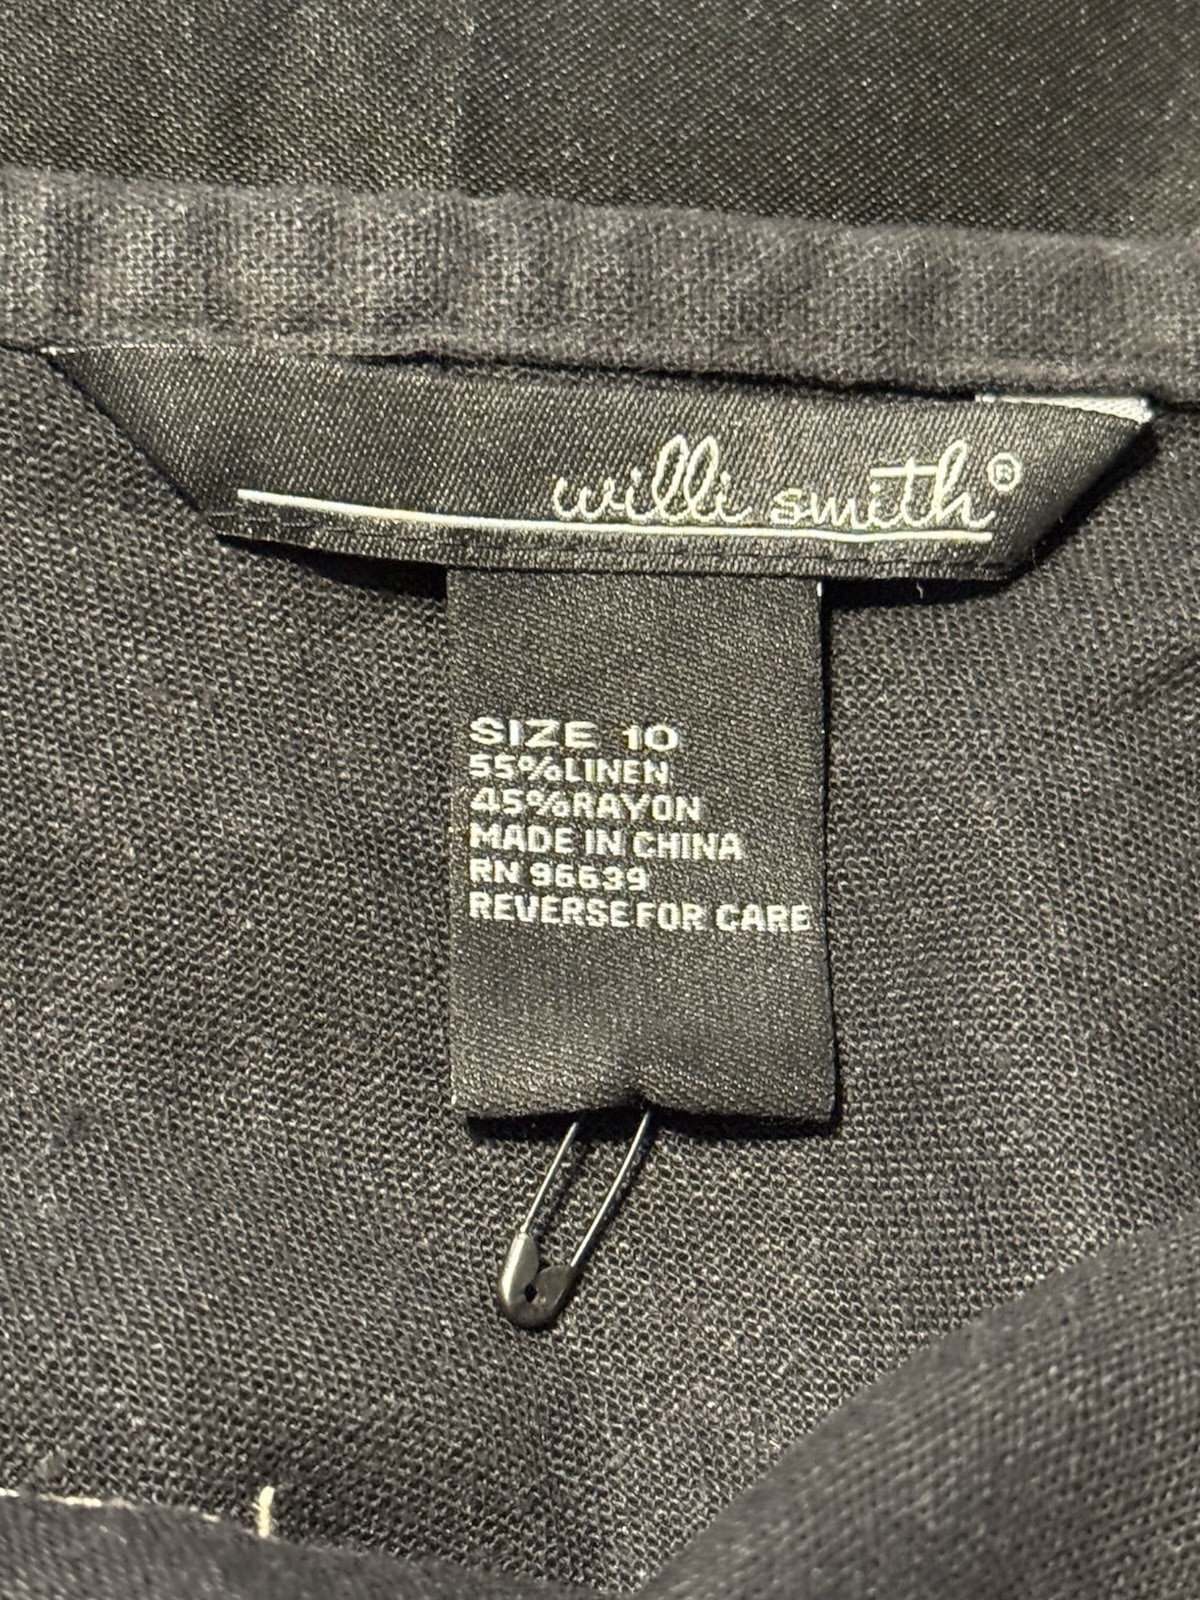 willi smith®
SIZE 10
55%LINEN
45%RAYON
MADE IN CHINA
RN 96639
REVERSE FOR CARE